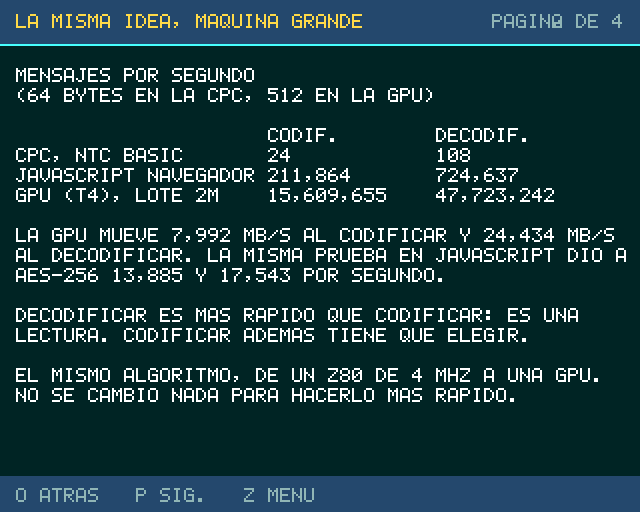 LA MISMA IDEA, MAQUINA GRANDE
PAGIN DE 4
MENSAJES POR SEGUNDO
(64 BYTES EN LA CPC, 512 EN LA GPU)
CODIF. DECODIF.
CPC, NTC BASIC 24 108
JAVASCRIPT NAVEGADOR 211,864 724,637
GPU (T4), LOTE 2M 15,609,655 47,723,242
LA GPU MUEVE 7,992 MB/S AL CODIFICAR Y 24,434 MB/S
AL DECODIFICAR. LA MISMA PRUEBA EN JAVASCRIPT DIO A
AES-256 13,885 Y 17,543 POR SEGUNDO.
DECODIFICAR ES MAS RAPIDO QUE CODIFICAR: ES UNA
LECTURA. CODIFICAR ADEMAS TIENE QUE ELEGIR.
EL MISMO ALGORITMO, DE UN Z80 DE 4 MHZ A UNA GPU.
NO SE CAMBIO NADA PARA HACERLO MAS RAPIDO.
O ATRAS P SIG. Z MENU